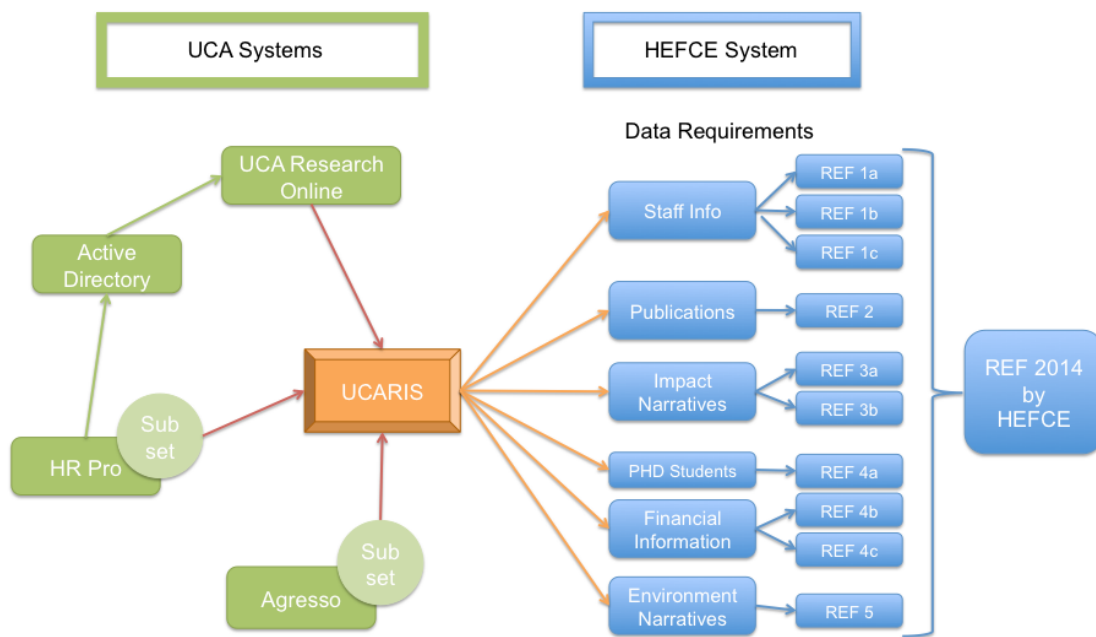 UCA Systems
HEFCE System
Data Requirements
UCA Research
Online
Active
Directory
HR Pro
Sub
set
Agresso
Sub
set
UCARIS
Staff Info
REF 1a
REF 1b
REF 1c
Publications
REF 2
Impact
Narratives
REF 3a
REF 3b
PHD Students
REF 4a
Financial
Information
REF 4b
REF 4c
Environment
Narratives
REF 5
REF 2014
by
HEFCE